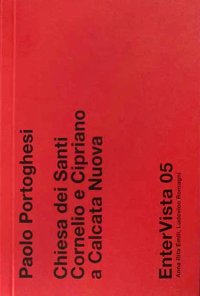 Paolo Portoghesi
Chiesa dei Santi
Cornelio e Cipriano
a Calcata Nuova
EnterVista 05
Anna Rita Emili, Ludovico Romagni